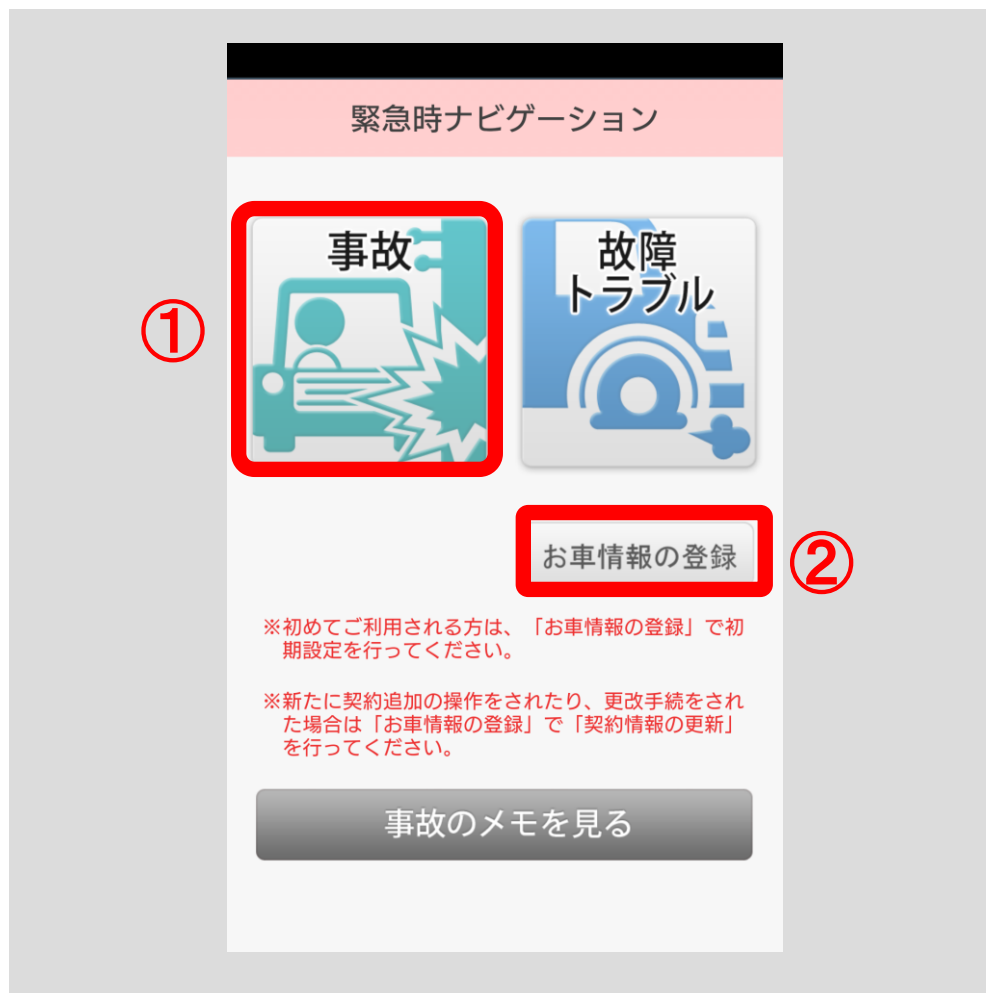 緊急時ナビゲーション
事故
故障
トラブル
①
お車情報の登録
②
※初めてご利用される方は、「お車情報の登録」で初
期設定を行ってください。
※新たに契約追加の操作をされたり、更改手続をされ
た場合は「お車情報の登録」で「契約情報の更新」
を行ってください。
事故のメモを見る